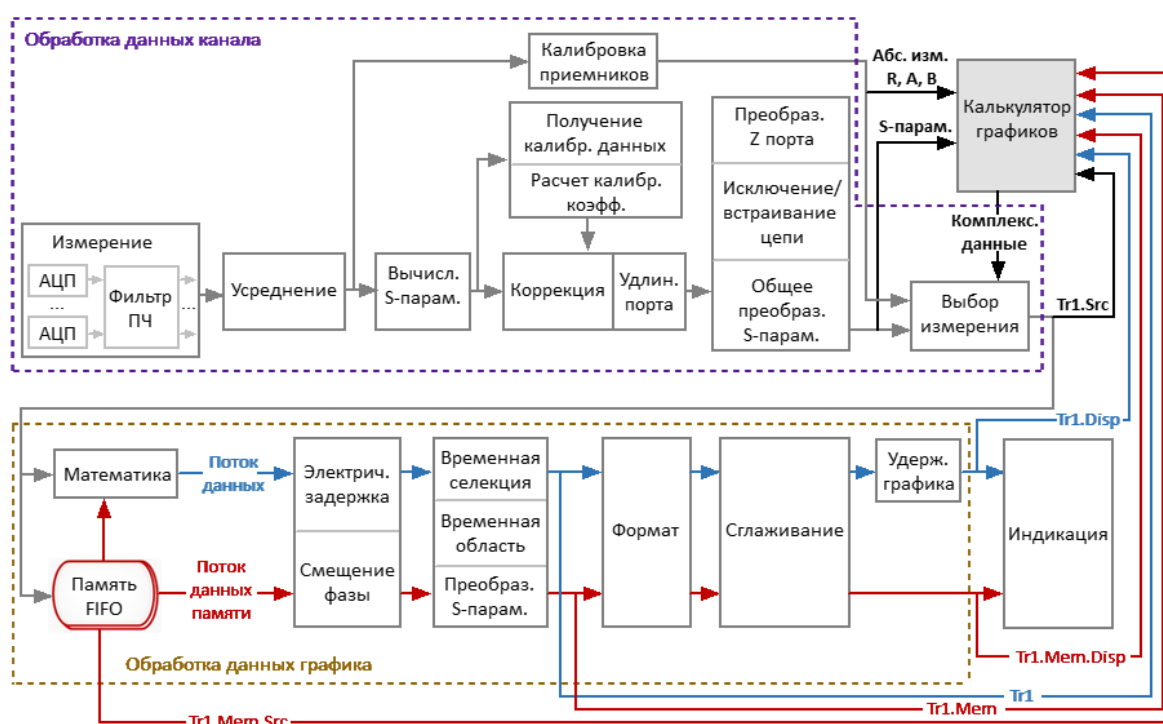 Обработка данных канала
Калибровка
приемников
Абс. изм.
R, A, B
S-парам.
Калькулятор
графиков
Получение
калибр. данных
Расчет калибр.
коэфф.
Преобраз.
Z порта
Исключение/
встраивание
цепи
Общее
преобраз.
S-парам.
Измерение
АЦП
...
АЦП
Фильтр
ПЧ
...
...
Усреднение
Вычисл.
S-парам.
Коррекция
Удлин.
порта
Комплекс.
данные
Выбор
измерения
Tr1.Src
Tr1.Disp
Математика
Поток
данных
Электрич.
задержка
Смещение
фазы
Временная
селекция
Временная
область
Преобраз.
S-парам.
Формат
Сглаживание
Удерж.
графика
Индикация
Память
FIFO
Поток
данных
памяти
Обработка данных графика
Tr1.Mem.Disp
Tr1
Tr1.Mem
Tr1.Mem.Src